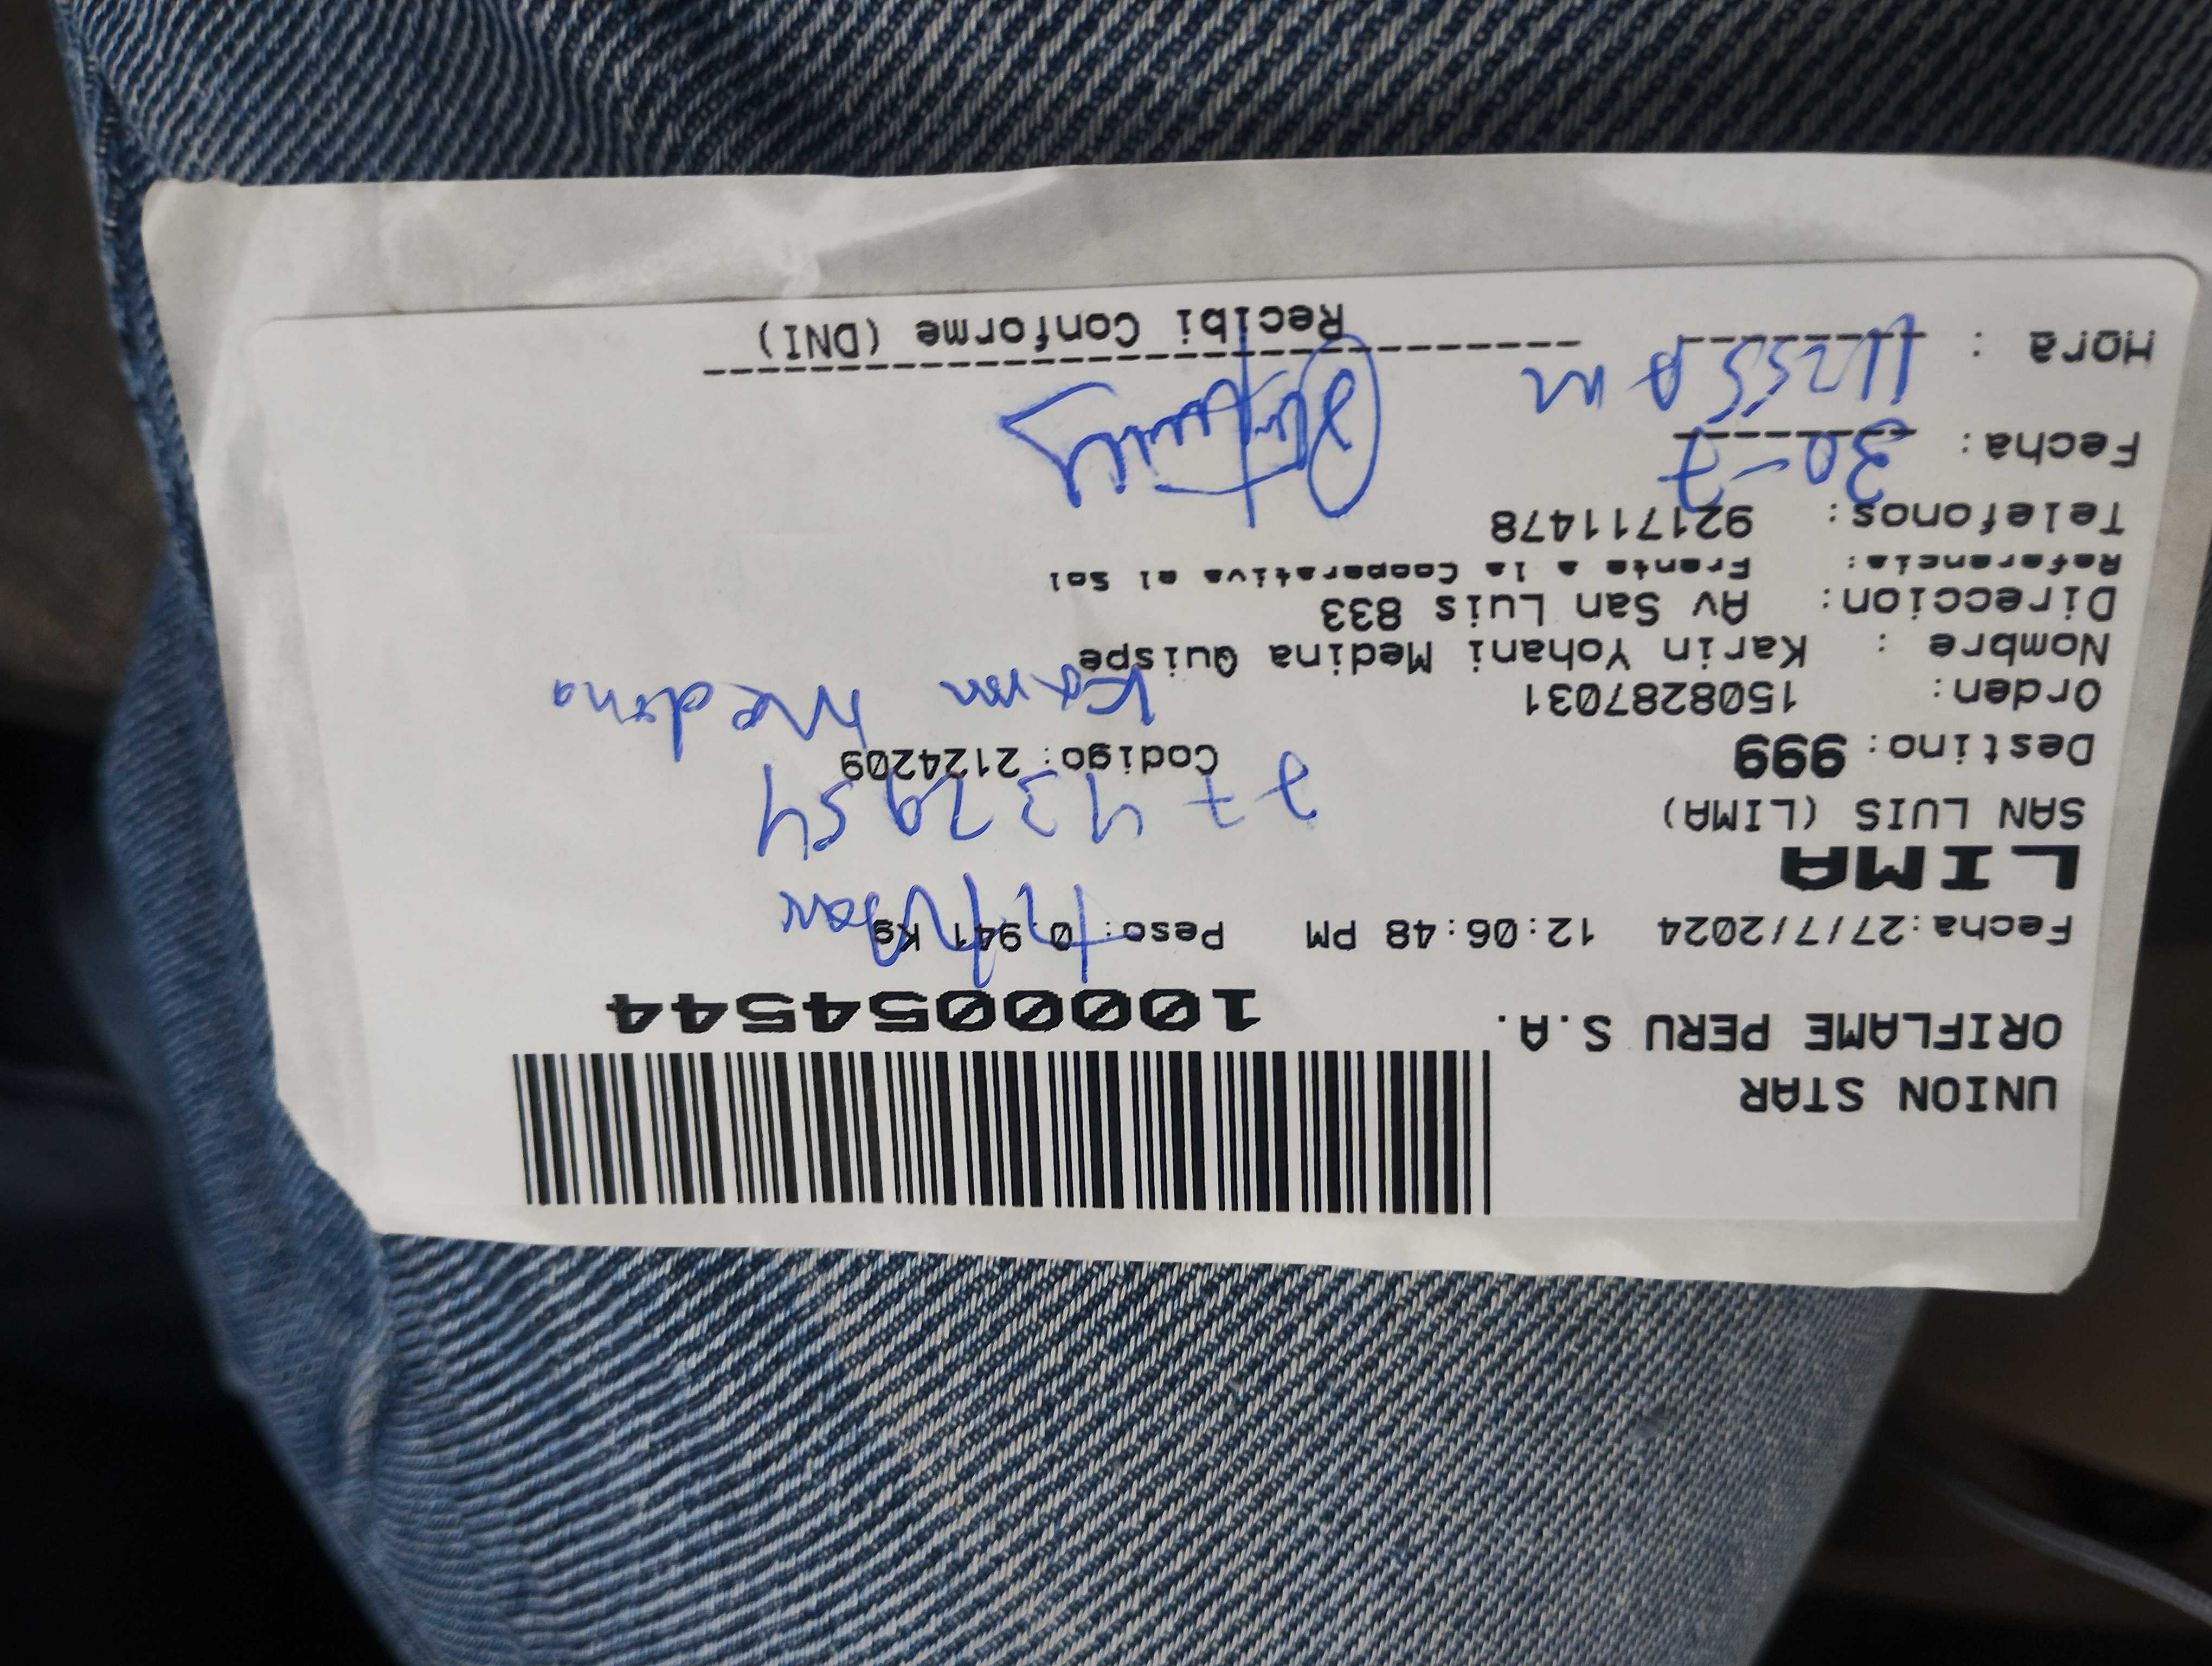 UNION STAR
ORIFLAME PERU S.A.
1000054544
Fecha:27/7/2024 12:06:48 PM Peso: 0.941 Kg
LIMA
SAN LUIS (LIMA)
77437954
Destino: 999 Codigo: 2124209
Orden: 1508287031
Karin Medina
Nombre : Karin Yohani Medina Quispe
Direccion: Av San Luis 833
Referencia: Frente a la Cooperativa el Sol
Telefonos: 921711478
Fecha: 30-7
Hora : 11:55 Am
Recibi Conforme (DNI)